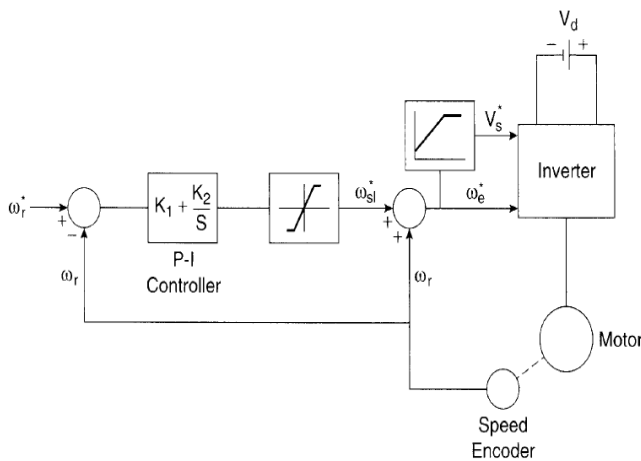 V_d
− +
V_s^*
Inverter
ω_r^*
+
−
K_1 + K_2/S
ω_sl^*
+
+
ω_e^*
P-I
Controller
ω_r
ω_r
Motor
Speed
Encoder